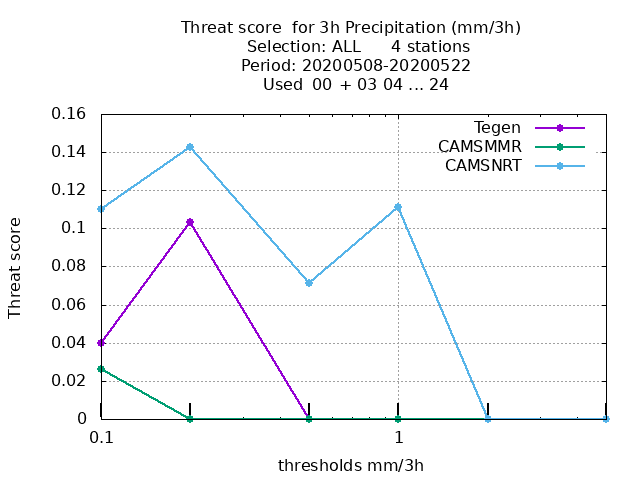 Threat score  for 3h Precipitation (mm/3h)
Selection: ALL      4 stations
Period: 20200508-20200522
Used  00 + 03 04 ... 24
Threat score
0.16
0.14
0.12
0.1
0.08
0.06
0.04
0.02
0
Tegen
CAMSMMR
CAMSNRT
0.1
1
thresholds mm/3h